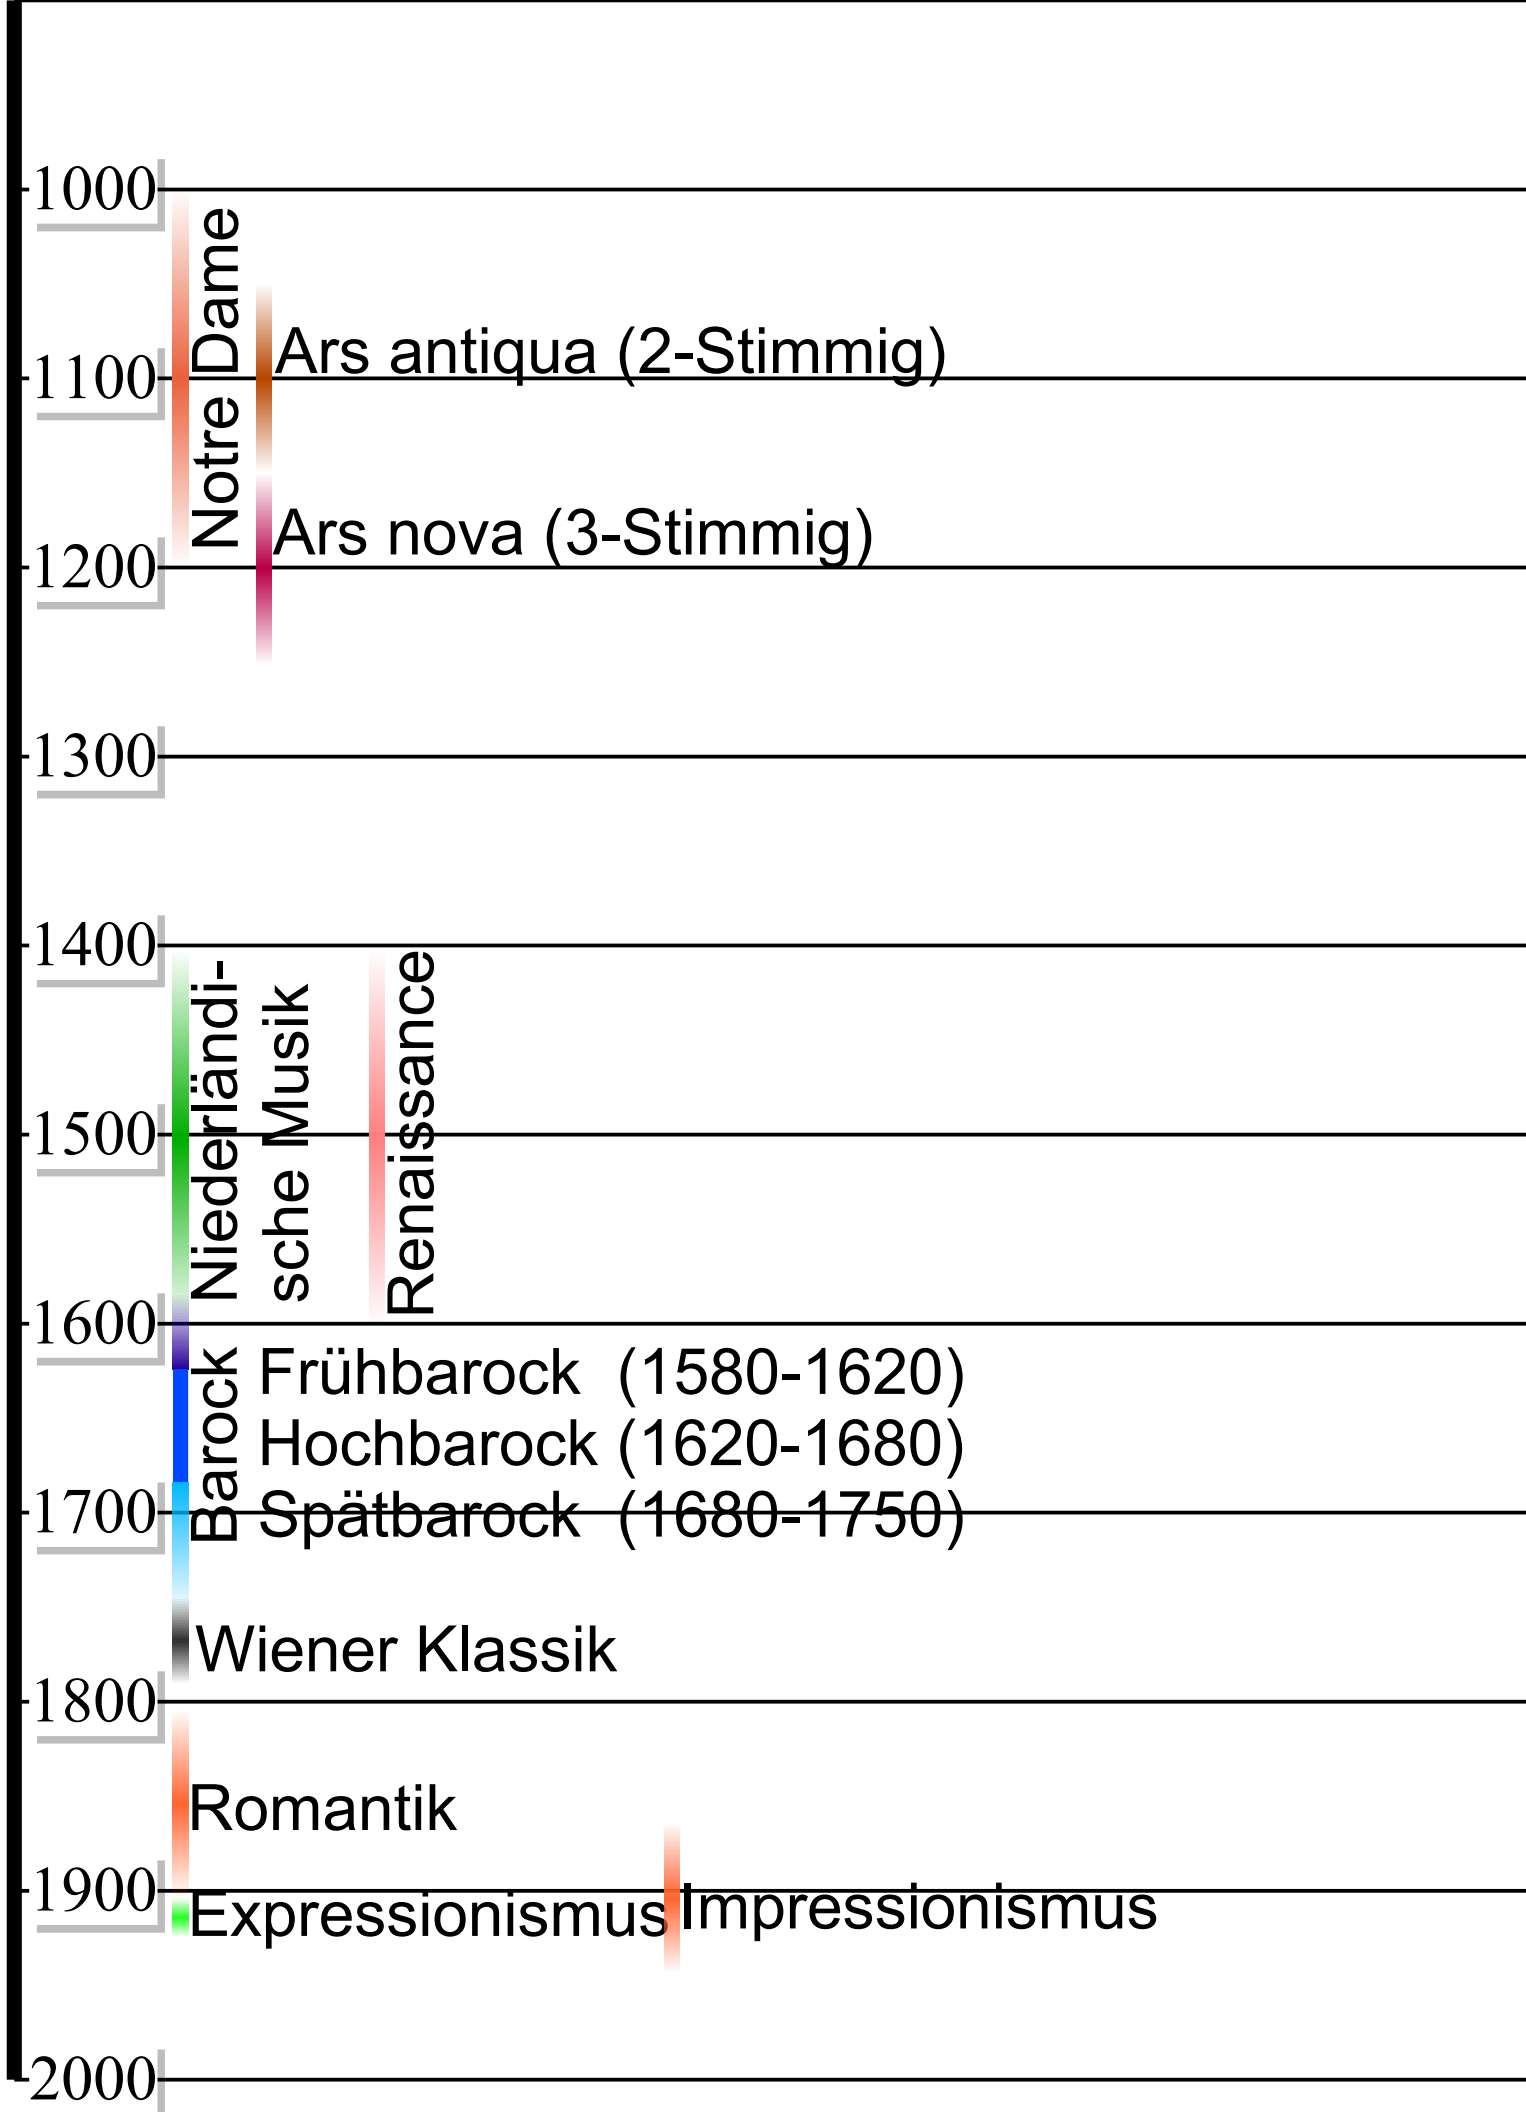 1000
Notre Dame
1100
Ars antiqua (2-Stimmig)
Ars nova (3-Stimmig)
1200
1300
1400
Niederländi-
sche Musik
Renaissance
1500
1600
Barock
Frühbarock (1580-1620)
Hochbarock (1620-1680)
Spätbarock (1680-1750)
1700
Wiener Klassik
1800
Romantik
1900
Expressionismus
Impressionismus
2000